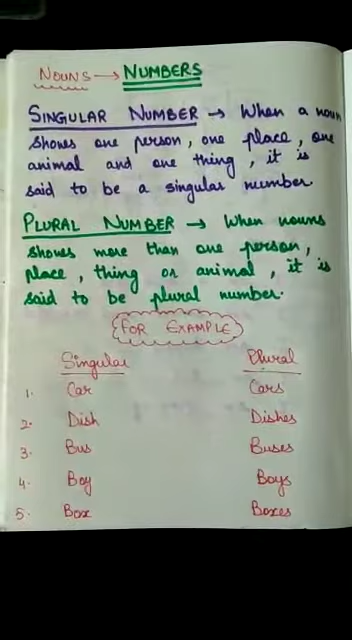 NOUNS → NUMBERS
SINGULAR NUMBER → When a noun
shows one person, one place, one
animal and one thing, it is
said to be a singular number.
PLURAL NUMBER → When nouns
shows more than one person,
place, thing or animal, it is
said to be plural number.
FOR EXAMPLE
Singular Plural
1. Car Cars
2. Dish Dishes
3. Bus Buses
4. Boy Boys
5. Box Boxes